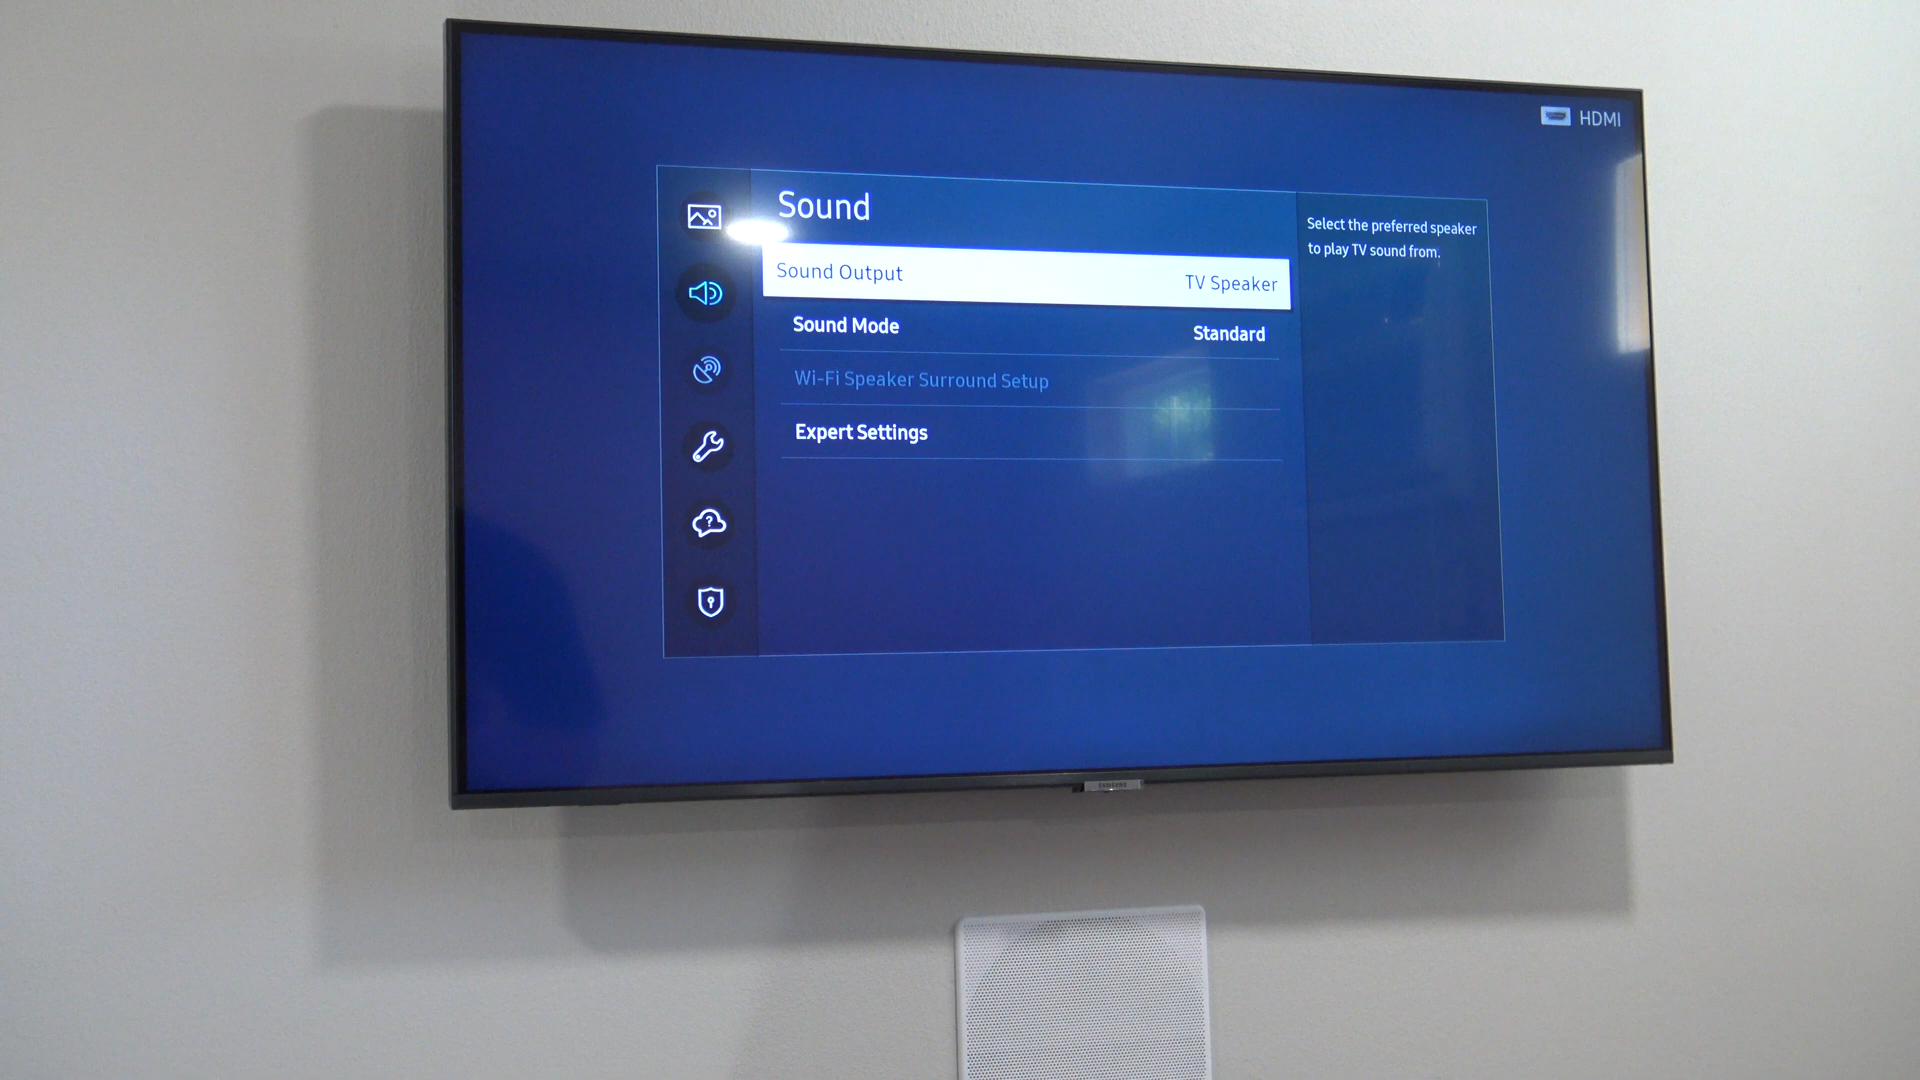 HDMI
Sound
Sound Output TV Speaker
Sound Mode Standard
Wi-Fi Speaker Surround Setup
Expert Settings
Select the preferred speaker
to play TV sound from.
SAMSUNG